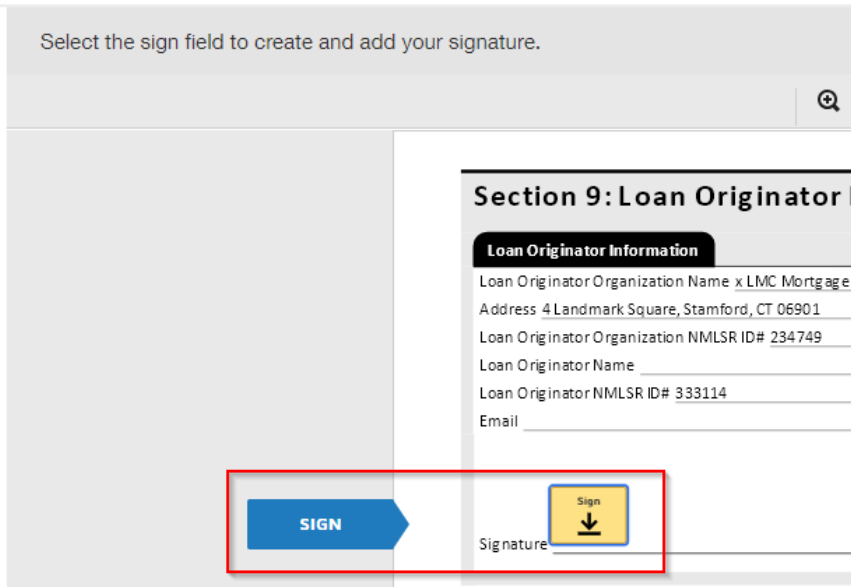 Select the sign field to create and add your signature.
Section 9: Loan Originator
Loan Originator Information
Loan Originator Organization Name x LMC Mortgage
Address 4 Landmark Square, Stamford, CT 06901
Loan Originator Organization NMLSR ID# 234749
Loan Originator Name
Loan Originator NMLSR ID# 333114
Email
SIGN
Sign
Signature